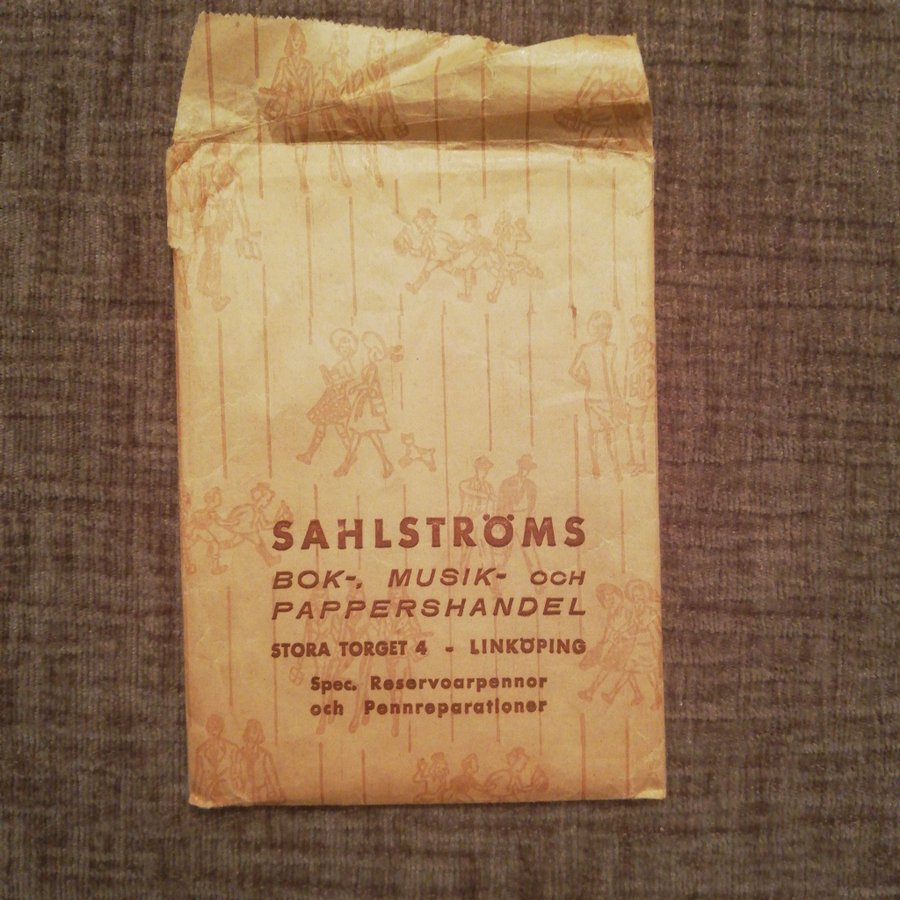 SAHLSTRÖMS
BOK-, MUSIK- OCH
PAPPERSHANDEL
STORA TORGET 4 - LINKÖPING
Spec. Reservoarpennor
och Pennreparationer